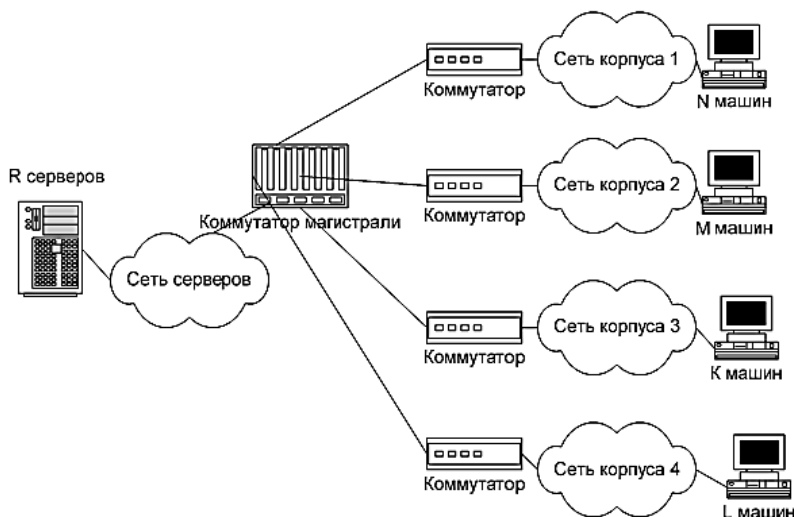 Сеть корпуса 1
Коммутатор
N машин
R серверов
Сеть корпуса 2
Коммутатор
M машин
Коммутатор магистрали
Сеть серверов
Сеть корпуса 3
Коммутатор
К машин
Сеть корпуса 4
Коммутатор
L машин